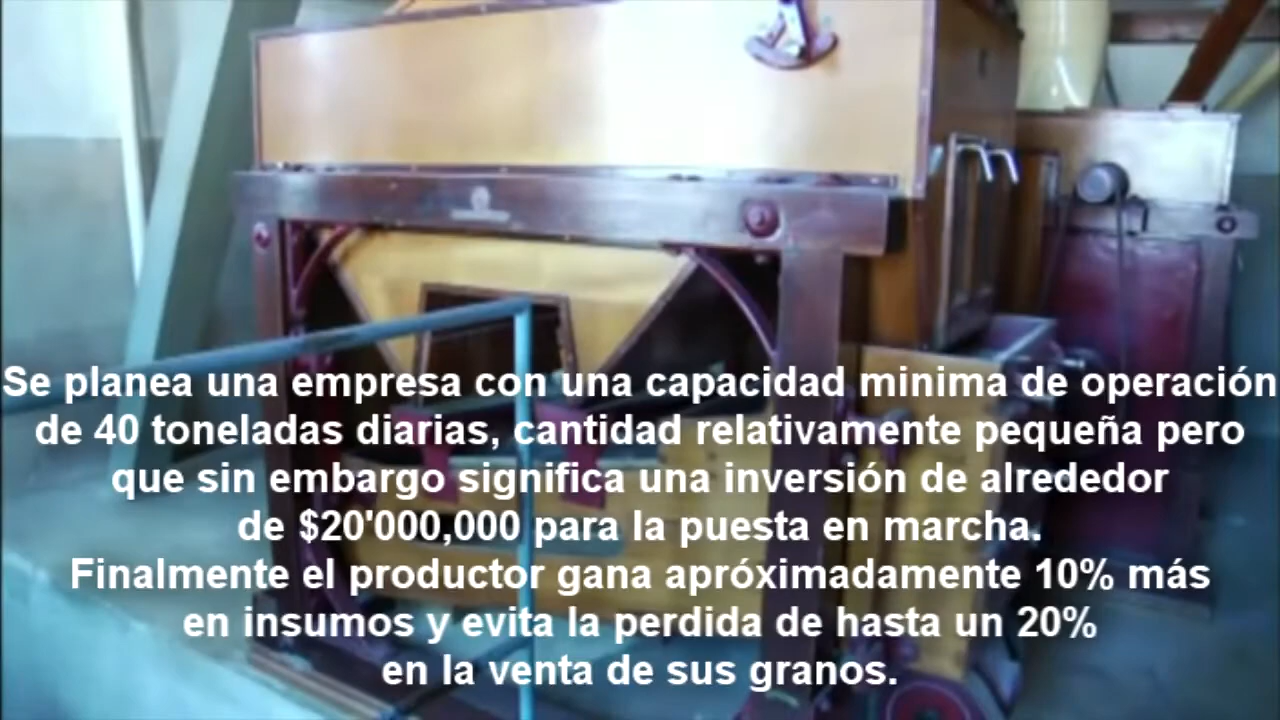 Se planea una empresa con una capacidad minima de operación
de 40 toneladas diarias, cantidad relativamente pequeña pero
que sin embargo significa una inversión de alrededor
de $20'000,000 para la puesta en marcha.
Finalmente el productor gana apróximadamente 10% más
en insumos y evita la perdida de hasta un 20%
en la venta de sus granos.